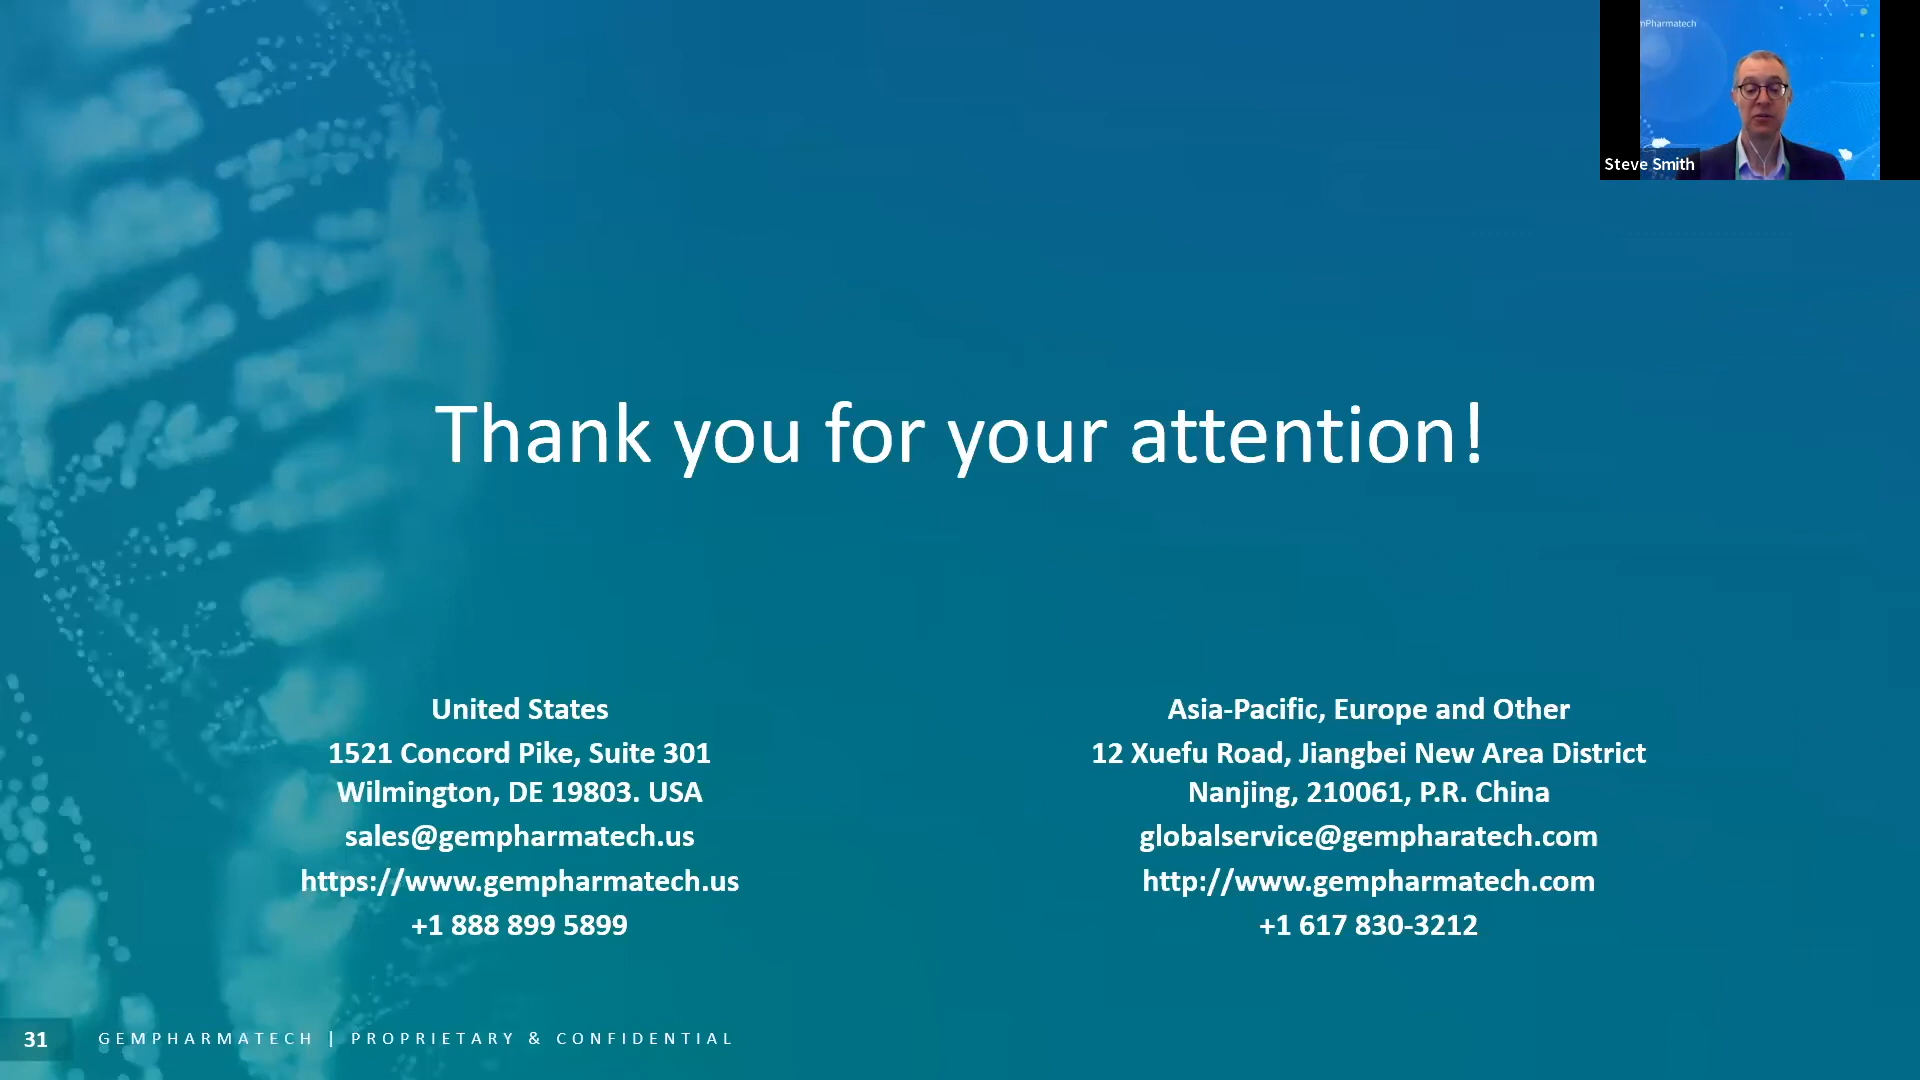 nPharmatech
Steve Smith
Thank you for your attention!
United States
1521 Concord Pike, Suite 301
Wilmington, DE 19803. USA
sales@gempharmatech.us
https://www.gempharmatech.us
+1 888 899 5899
Asia-Pacific, Europe and Other
12 Xuefu Road, Jiangbei New Area District
Nanjing, 210061, P.R. China
globalservice@gempharatech.com
http://www.gempharmatech.com
+1 617 830-3212
31
GEMPHARMATECH | PROPRIETARY & CONFIDENTIAL